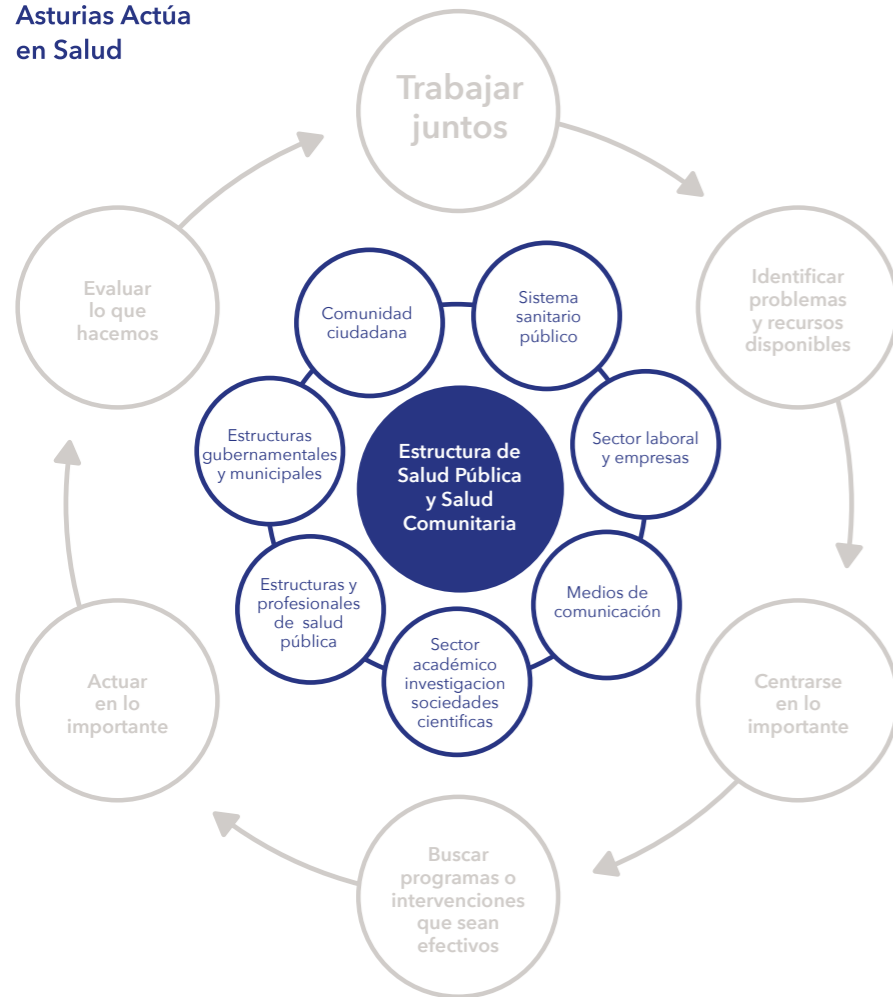 Asturias Actúa
en Salud
Trabajar
juntos
Identificar
problemas
y recursos
disponibles
Centrarse
en lo
importante
Buscar
programas o
intervenciones
que sean
efectivos
Actuar
en lo
importante
Evaluar
lo que
hacemos
Comunidad
ciudadana
Sistema
sanitario
público
Sector laboral
y empresas
Medios de
comunicación
Sector
académico
investigacion
sociedades
cientificas
Estructuras y
profesionales
de salud
pública
Estructuras
gubernamentales
y municipales
Estructura de
Salud Pública
y Salud
Comunitaria